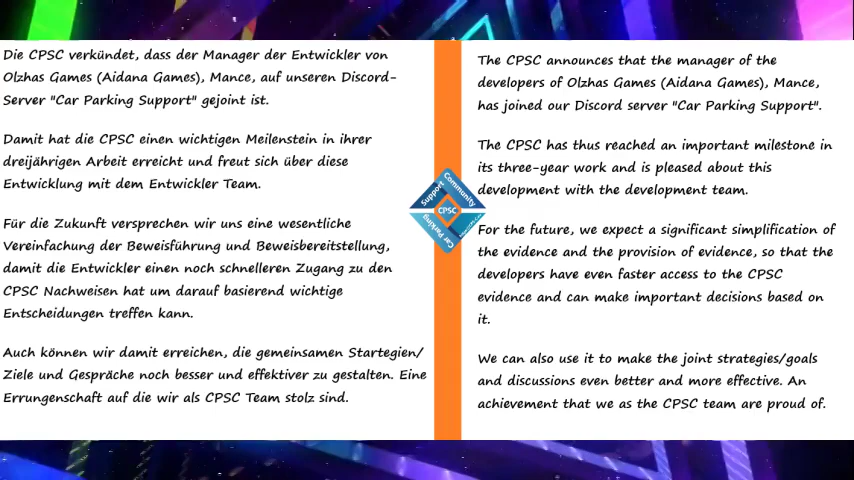 Die CPSC verkündet, dass der Manager der Entwickler von
Olzhas Games (Aidana Games), Mance, auf unseren Discord-
Server "Car Parking Support" gejoint ist.
Damit hat die CPSC einen wichtigen Meilenstein in ihrer
dreijährigen Arbeit erreicht und freut sich über diese
Entwicklung mit dem Entwickler Team.
Für die Zukunft versprechen wir uns eine wesentliche
Vereinfachung der Beweisführung und Beweisbereitstellung,
damit die Entwickler einen noch schnelleren Zugang zu den
CPSC Nachweisen hat um darauf basierend wichtige
Entscheidungen treffen kann.
Auch können wir damit erreichen, die gemeinsamen Startegien/
Ziele und Gespräche noch besser und effektiver zu gestalten. Eine
Errungenschaft auf die wir als CPSC Team stolz sind.
Support
Community
CPSC
Car Parking
The CPSC announces that the manager of the
developers of Olzhas Games (Aidana Games), Mance,
has joined our Discord server "Car Parking Support".
The CPSC has thus reached an important milestone in
its three-year work and is pleased about this
development with the development team.
For the future, we expect a significant simplification of
the evidence and the provision of evidence, so that the
developers have even faster access to the CPSC
evidence and can make important decisions based on
it.
We can also use it to make the joint strategies/goals
and discussions even better and more effective. An
achievement that we as the CPSC team are proud of.